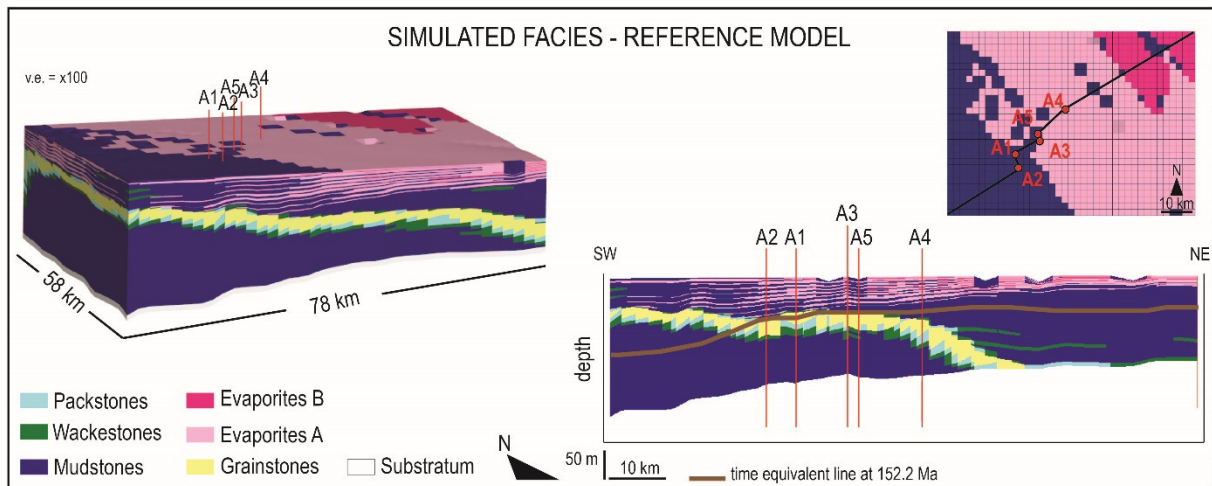 SIMULATED FACIES - REFERENCE MODEL
v.e. = x100
A1
A2
A5
A3
A4
58 km
78 km
A4
A5
A1
A3
A2
N
10 km
SW
A2
A1
A3
A5
A4
NE
depth
Packstones
Wackestones
Mudstones
Evaporites B
Evaporites A
Grainstones
Substratum
N
50 m
10 km
time equivalent line at 152.2 Ma